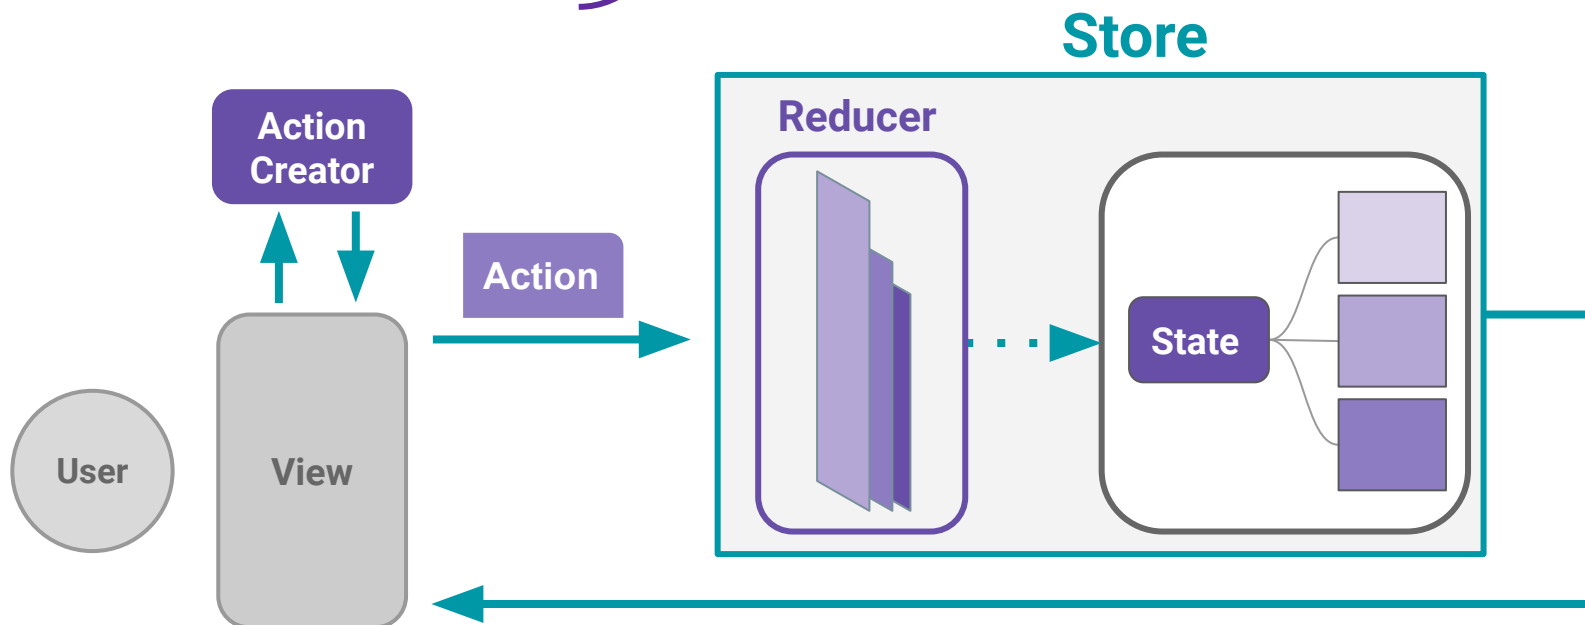 Store
Reducer
Action
Creator
Action
State
User
View